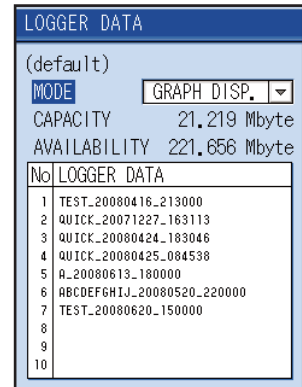 LOGGER DATA
(default)
MODE GRAPH DISP.
CAPACITY 21.219 Mbyte
AVAILABILITY 221.656 Mbyte
No LOGGER DATA
1 TEST_20080416_213000
2 QUICK_20071227_163113
3 QUICK_20080424_183046
4 QUICK_20080425_084538
5 A_20080613_180000
6 ABCDEFGHIJ_20080520_220000
7 TEST_20080620_150000
8
9
10